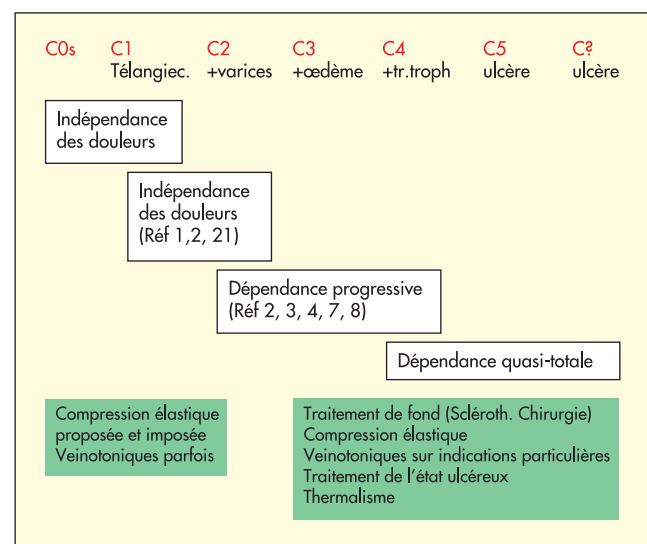 C0s C1 C2 C3 C4 C5 C?
Télangiec. +varices +œdème +tr.troph ulcère ulcère
Indépendance
des douleurs
Indépendance
des douleurs
(Réf 1,2, 21)
Dépendance progressive
(Réf 2, 3, 4, 7, 8)
Dépendance quasi-totale
Compression élastique
proposée et imposée
Veinotoniques parfois
Traitement de fond (Scléroth. Chirurgie)
Compression élastique
Veinotoniques sur indications particulières
Traitement de l'état ulcéreux
Thermalisme